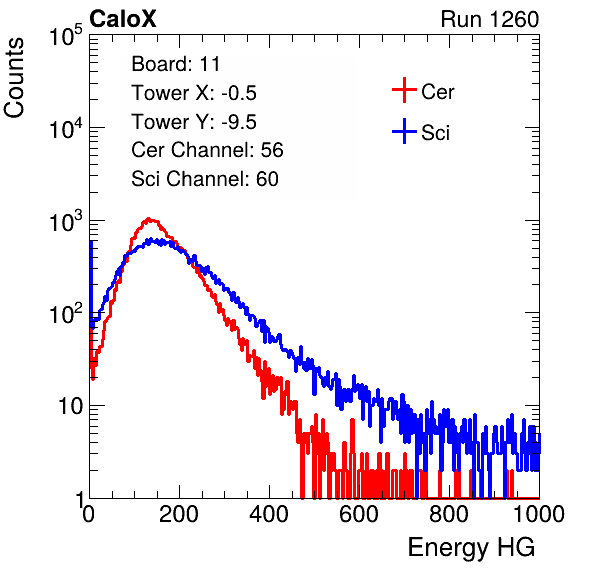 CaloX Run 1260
Counts
Board: 11
Tower X: -0.5
Tower Y: -9.5
Cer Channel: 56
Sci Channel: 60
Cer
Sci
10^5
10^4
10^3
10^2
10
1
0 200 400 600 800 1000
Energy HG